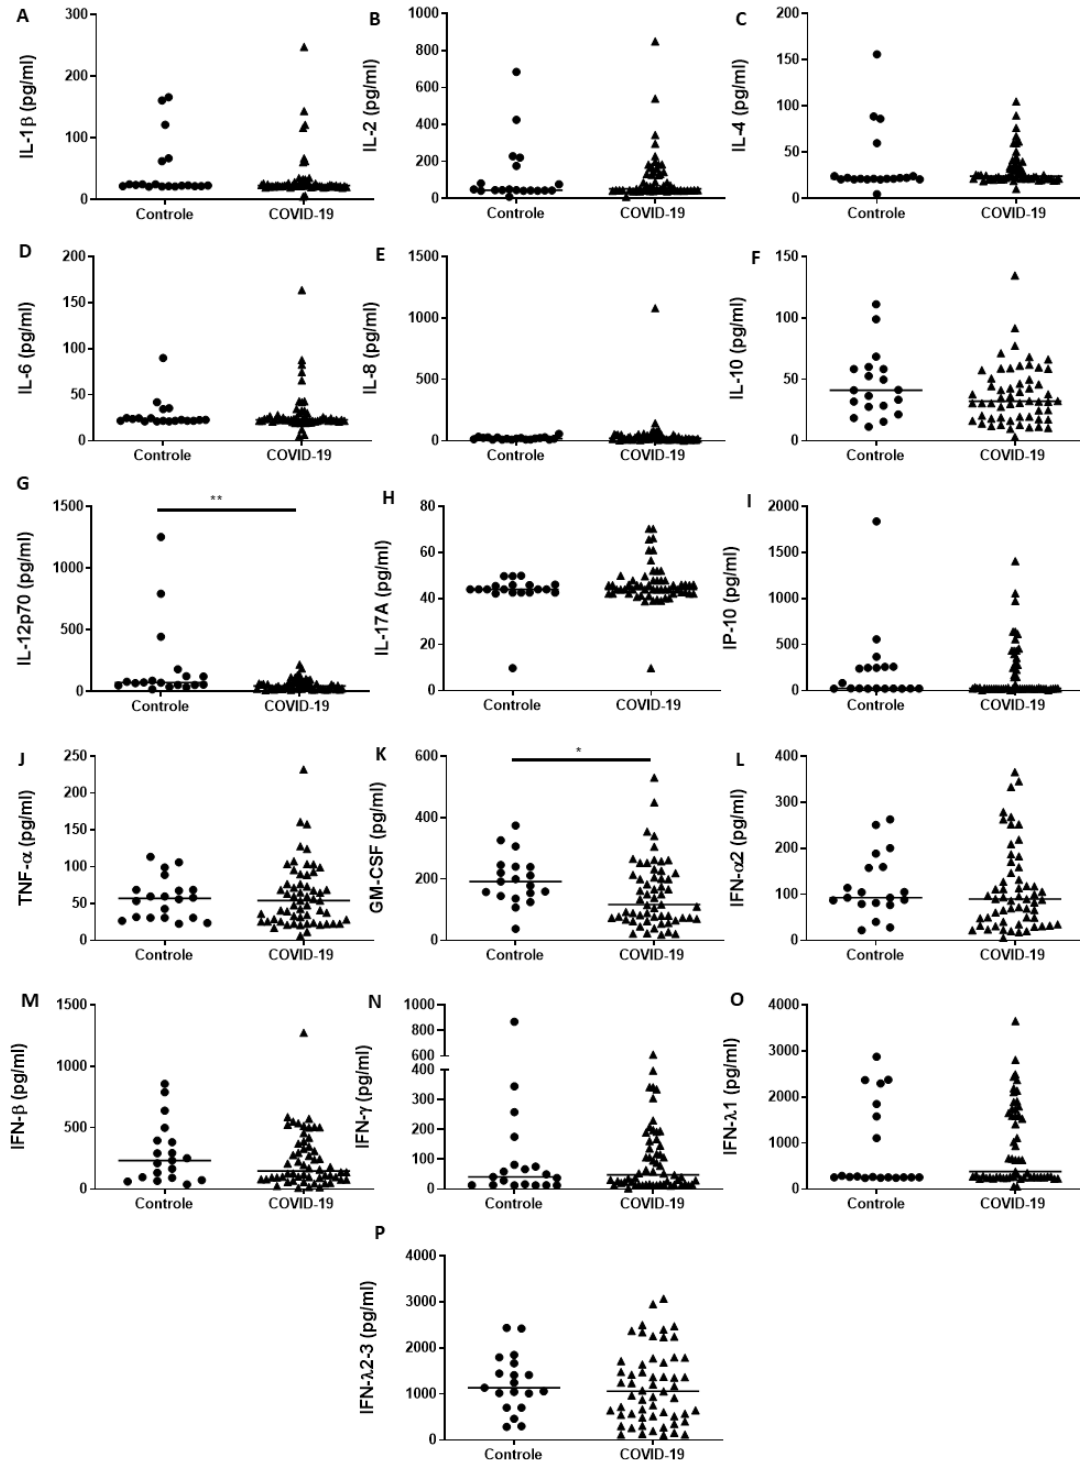 A
IL-1β (pg/ml)
300
200
100
0
Controle
COVID-19
B
IL-2 (pg/ml)
1000
800
600
400
200
0
Controle
COVID-19
C
IL-4 (pg/ml)
200
150
100
50
0
Controle
COVID-19
D
IL-6 (pg/ml)
200
150
100
50
0
Controle
COVID-19
E
IL-8 (pg/ml)
1500
1000
500
0
Controle
COVID-19
F
IL-10 (pg/ml)
150
100
50
0
Controle
COVID-19
G
IL-12p70 (pg/ml)
1500
1000
500
0
**
Controle
COVID-19
H
IL-17A (pg/ml)
80
60
40
20
0
Controle
COVID-19
I
IP-10 (pg/ml)
2000
1500
1000
500
0
Controle
COVID-19
J
TNF-α (pg/ml)
250
200
150
100
50
0
Controle
COVID-19
K
GM-CSF (pg/ml)
600
400
200
0
*
Controle
COVID-19
L
IFN-α2 (pg/ml)
400
300
200
100
0
Controle
COVID-19
M
IFN-β (pg/ml)
1500
1000
500
0
Controle
COVID-19
N
IFN-γ (pg/ml)
1000
800
600
400
300
200
100
0
Controle
COVID-19
O
IFN-λ1 (pg/ml)
4000
3000
2000
1000
0
Controle
COVID-19
P
IFN-λ2-3 (pg/ml)
4000
3000
2000
1000
0
Controle
COVID-19